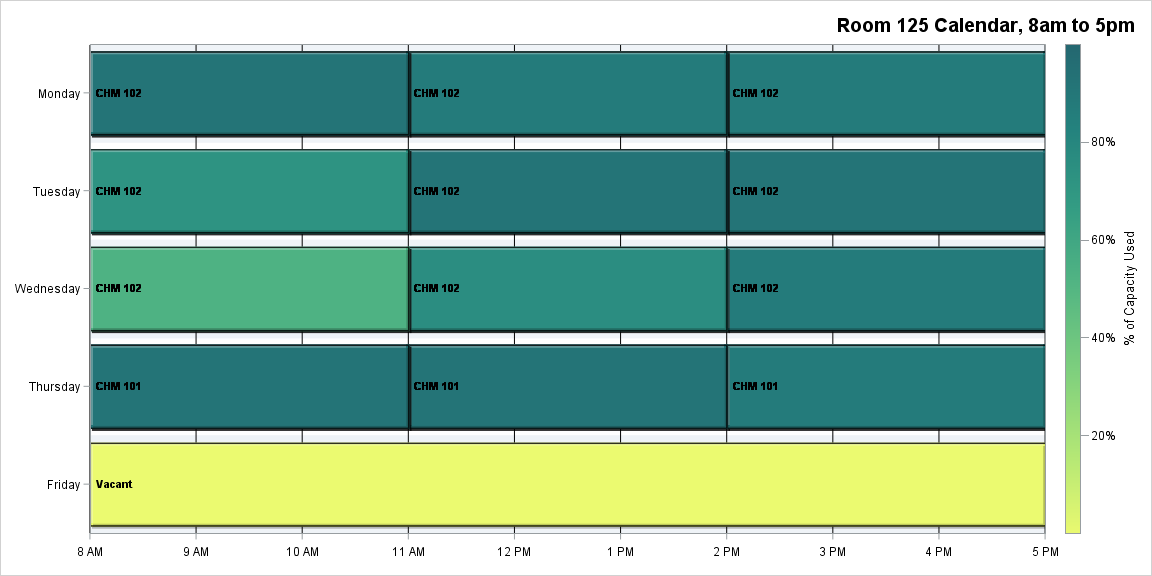 Room 125 Calendar, 8am to 5pm
Monday
CHM 102
CHM 102
CHM 102
Tuesday
CHM 102
CHM 102
CHM 102
Wednesday
CHM 102
CHM 102
CHM 102
Thursday
CHM 101
CHM 101
CHM 101
Friday
Vacant
8 AM
9 AM
10 AM
11 AM
12 PM
1 PM
2 PM
3 PM
4 PM
5 PM
80%
60%
40%
20%
% of Capacity Used